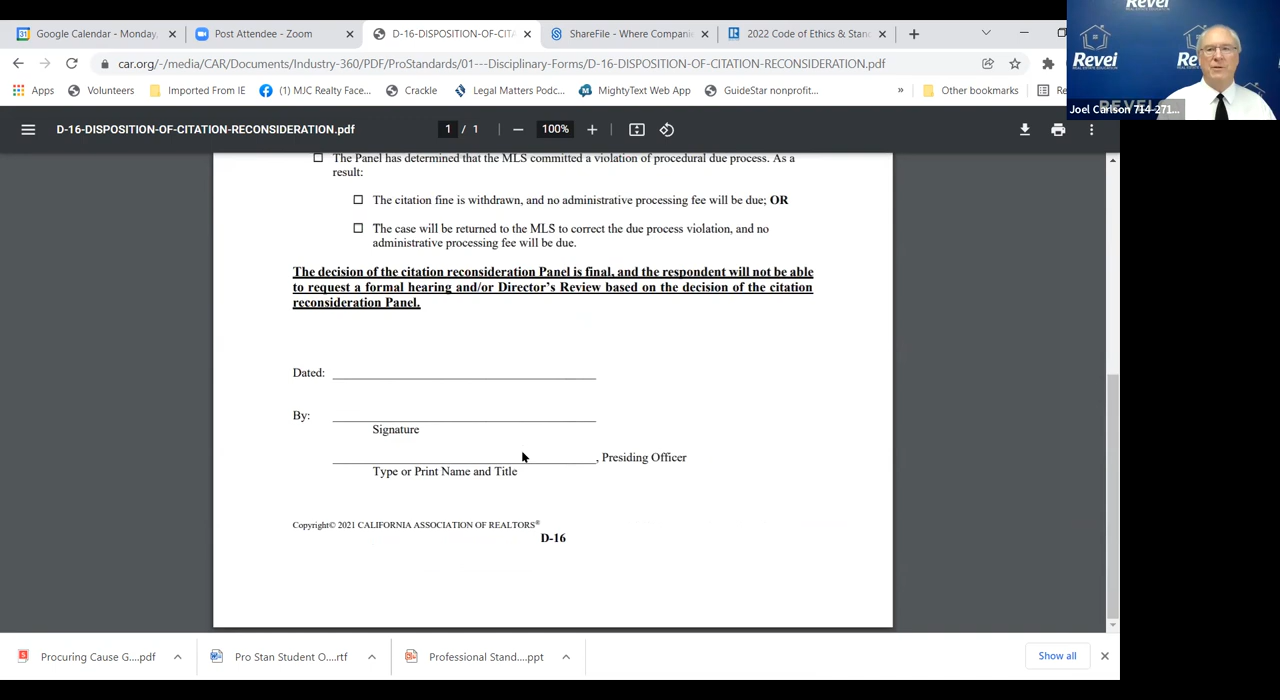 Google Calendar - Monday,
Post Attendee - Zoom
D-16-DISPOSITION-OF-CITA
ShareFile - Where Compani
2022 Code of Ethics & Stan
car.org/-/media/CAR/Documents/Industry-360/PDF/ProStandards/01---Displinary-Forms/D-16-DISPOSITION-OF-CITATION-RECONSIDERATION.pdf
Apps
Volunteers
Imported From IE
(1) MJC Realty Face...
Crackle
Legal Matters Podc...
MightyText Web App
GuideStar nonprofit...
»
Other bookmarks
Re
Revel
Revei
REAL ESTATE EDUCATION
Joel Carlson 714-271...
D-16-DISPOSITION-OF-CITATION-RECONSIDERATION.pdf
1 / 1
100%
The Panel has determined that the MLS committed a violation of procedural due process. As a
result:
The citation fine is withdrawn, and no administrative processing fee will be due; OR
The case will be returned to the MLS to correct the due process violation, and no
administrative processing fee will be due.
The decision of the citation reconsideration Panel is final, and the respondent will not be able
to request a formal hearing and/or Director's Review based on the decision of the citation
reconsideration Panel.
Dated:
By:
Signature
, Presiding Officer
Type or Print Name and Title
Copyright© 2021 CALIFORNIA ASSOCIATION OF REALTORS®
D-16
Procuring Cause G....pdf
Pro Stan Student O...rtf
Professional Stand....ppt
Show all